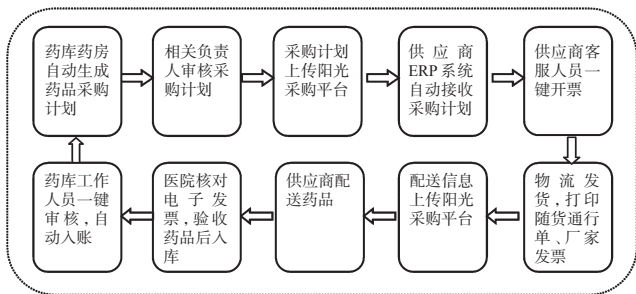 药库药房
自动生成
药品采购
计划
相关负责
人审核采
购计划
采购计划
上传阳光
采购平台
供应商
ERP系统
自动接收
采购计划
供应商客
服人员一
键开票
药库工作
人员一键
审核，自
动入账
医院核对
电子发
票，验收
药品后入
库
供应商配
送药品
配送信息
上传阳光
采购平台
物流发
货，打印
随货通行
单、厂家
发票